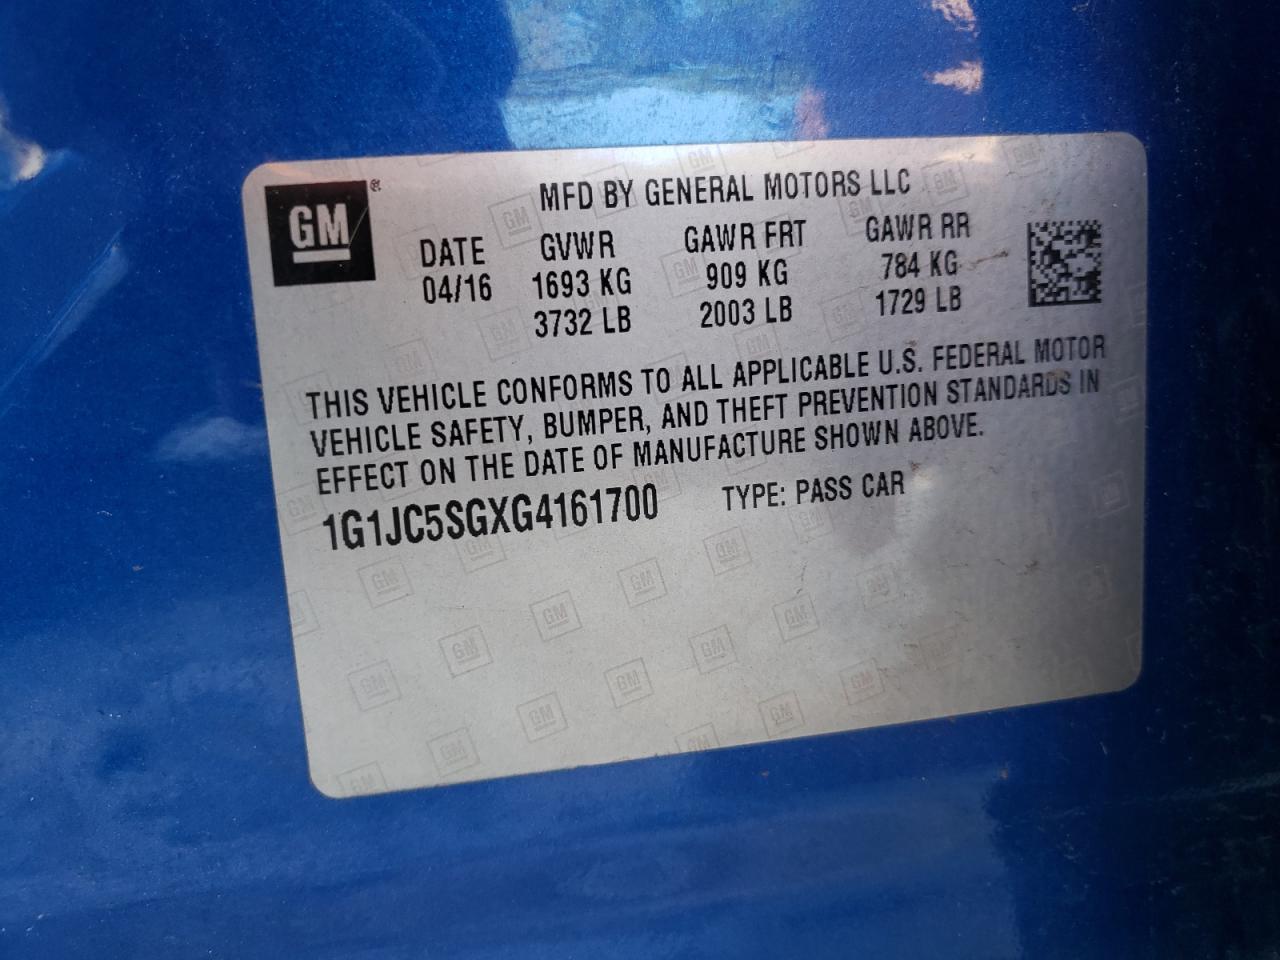 GM ®
MFD BY GENERAL MOTORS LLC
DATE GVWR GAWR FRT GAWR RR
04/16 1693 KG 909 KG 784 KG
3732 LB 2003 LB 1729 LB
THIS VEHICLE CONFORMS TO ALL APPLICABLE U.S. FEDERAL MOTOR
VEHICLE SAFETY, BUMPER, AND THEFT PREVENTION STANDARDS IN
EFFECT ON THE DATE OF MANUFACTURE SHOWN ABOVE.
1G1JC5SGXG4161700 TYPE: PASS CAR